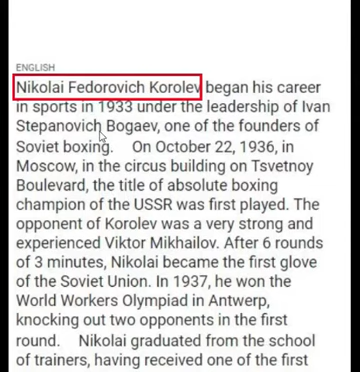 ENGLISH
Nikolai Fedorovich Korolev began his career
in sports in 1933 under the leadership of Ivan
Stepanovich Bogaev, one of the founders of
Soviet boxing. On October 22, 1936, in
Moscow, in the circus building on Tsvetnoy
Boulevard, the title of absolute boxing
champion of the USSR was first played. The
opponent of Korolev was a very strong and
experienced Viktor Mikhailov. After 6 rounds
of 3 minutes, Nikolai became the first glove
of the Soviet Union. In 1937, he won the
World Workers Olympiad in Antwerp,
knocking out two opponents in the first
round. Nikolai graduated from the school
of trainers, having received one of the first